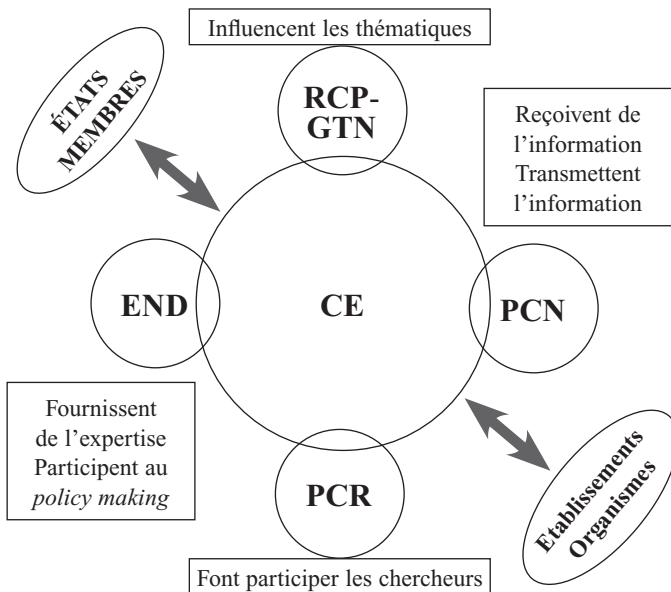 Influencent les thématiques
ÉTATS
MEMBRES
RCP-
GTN
Reçoivent de
l’information
Transmettent
l’information
END
CE
PCN
Fournissent
de l’expertise
Participent au
policy making
PCR
Etablissements
Organismes
Font participer les chercheurs